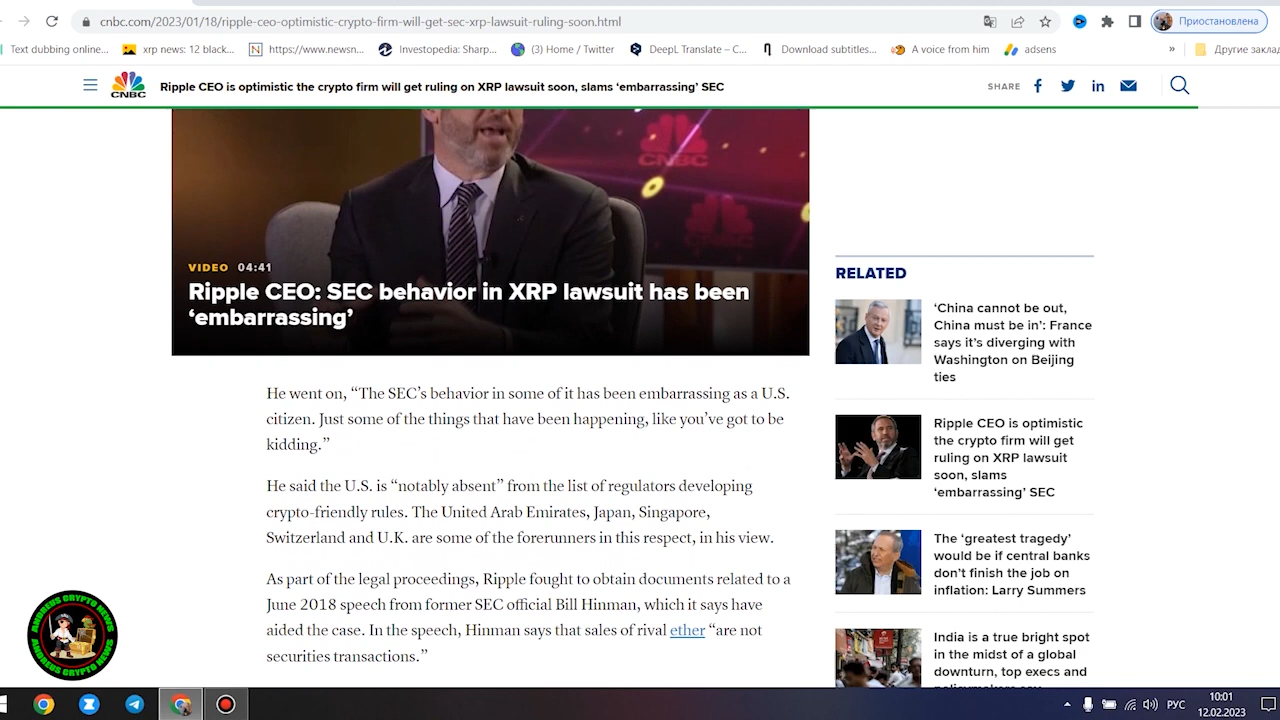 cnbc.com/2023/01/18/ripple-ceo-optimistic-crypto-firm-will-get-sec-xrp-lawsuit-ruling-soon.html
Приостановлена
Text dubbing online...
xrp news: 12 black...
https://www.newsn...
Investopedia: Sharp...
(3) Home / Twitter
DeepL Translate – C...
Download subtitles...
A voice from him
adsens
»
Другие закла
CNBC
Ripple CEO is optimistic the crypto firm will get ruling on XRP lawsuit soon, slams ‘embarrassing’ SEC
SHARE
CNBC
VIDEO 04:41
Ripple CEO: SEC behavior in XRP lawsuit has been
‘embarrassing’
He went on, “The SEC’s behavior in some of it has been embarrassing as a U.S.
citizen. Just some of the things that have been happening, like you’ve got to be
kidding.”
He said the U.S. is “notably absent” from the list of regulators developing
crypto-friendly rules. The United Arab Emirates, Japan, Singapore,
Switzerland and U.K. are some of the forerunners in this respect, in his view.
As part of the legal proceedings, Ripple fought to obtain documents related to a
June 2018 speech from former SEC official Bill Hinman, which it says have
aided the case. In the speech, Hinman says that sales of rival ether “are not
securities transactions.”
RELATED
‘China cannot be out,
China must be in’: France
says it’s diverging with
Washington on Beijing
ties
Ripple CEO is optimistic
the crypto firm will get
ruling on XRP lawsuit
soon, slams
‘embarrassing’ SEC
The ‘greatest tragedy’
would be if central banks
don’t finish the job on
inflation: Larry Summers
India is a true bright spot
in the midst of a global
downturn, top execs and
policymakers say
ANDREUS CRYPTO NEWS
ANDREUS CRYPTO NEWS
РУС
10:01
12.02.2023